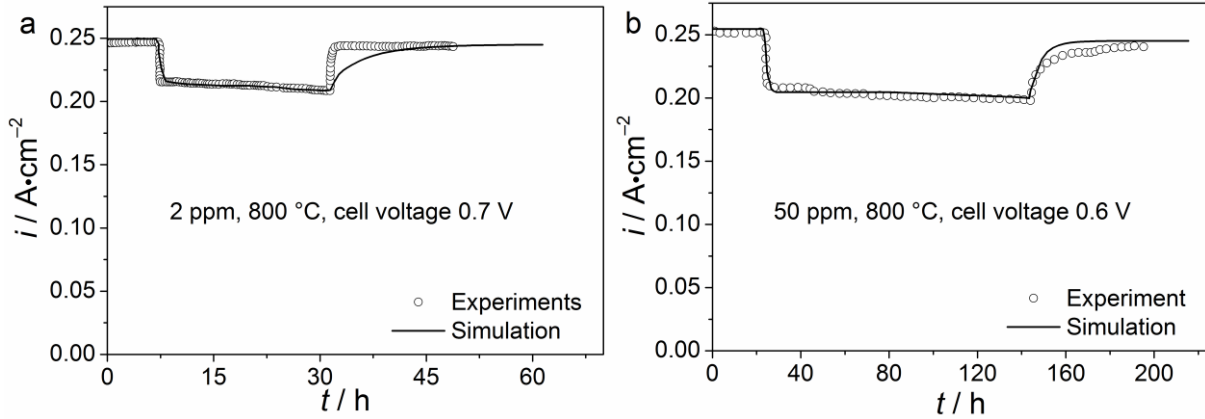 a
0.25
0.20
0.15
0.10
0.05
0.00
i / A•cm⁻²
2 ppm, 800 °C, cell voltage 0.7 V
Experiments
Simulation
0 15 30 45 60
t / h
b
0.25
0.20
0.15
0.10
0.05
0.00
i / A•cm⁻²
50 ppm, 800 °C, cell voltage 0.6 V
Experiment
Simulation
0 40 80 120 160 200
t / h